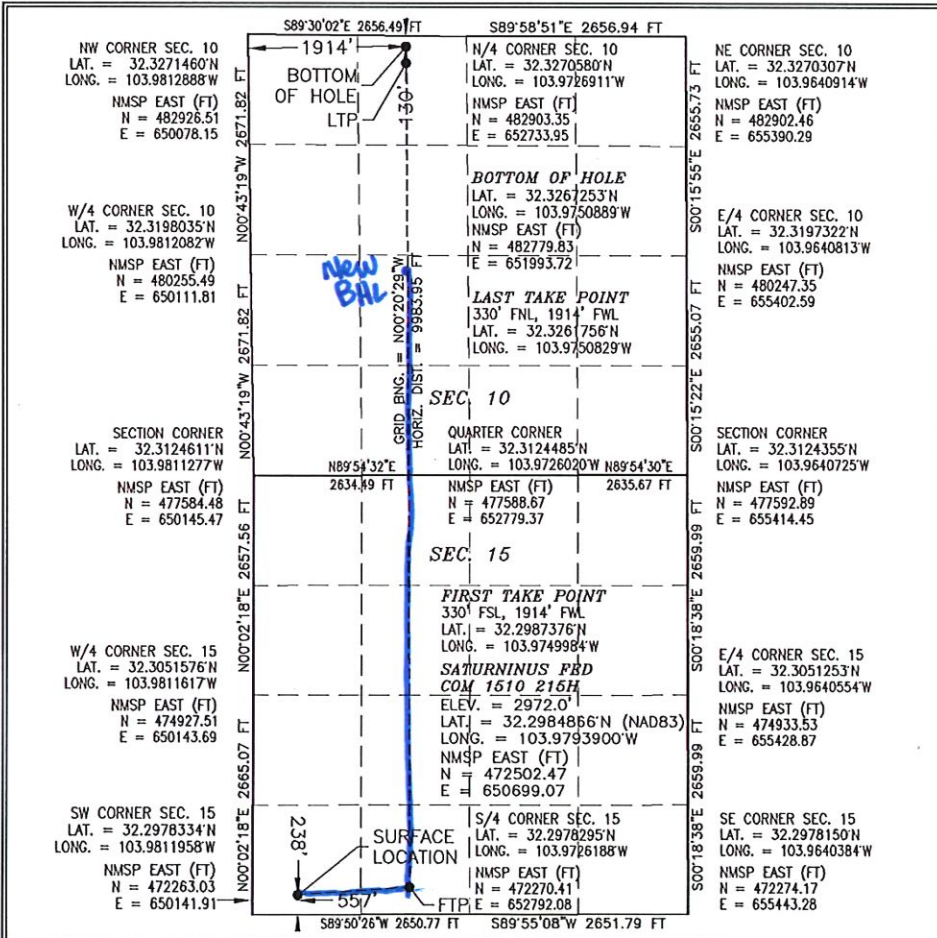 S89°30'02"E 2656.49 FT
S89°58'51"E 2656.94 FT
1914'
NW CORNER SEC. 10
LAT. = 32.3271460'N
LONG. = 103.9812888'W
NMSP EAST (FT)
N = 482926.51
E = 650078.15
BOTTOM
OF HOLE
LTP
130'
N/4 CORNER SEC. 10
LAT. = 32.3270580'N
LONG. = 103.9726911'W
NMSP EAST (FT)
N = 482903.35
E = 652733.95
NE CORNER SEC. 10
LAT. = 32.3270307'N
LONG. = 103.9640914'W
NMSP EAST (FT)
N = 482902.46
E = 655390.29
N00°43'19"W 2671.82 FT
S00°15'55"E 2655.73 FT
BOTTOM OF HOLE
LAT. = 32.3267253'N
LONG. = 103.9750889'W
NMSP EAST (FT)
N = 482779.83
E = 651993.72
W/4 CORNER SEC. 10
LAT. = 32.3198035'N
LONG. = 103.9812082'W
NMSP EAST (FT)
N = 480255.49
E = 650111.81
E/4 CORNER SEC. 10
LAT. = 32.3197322'N
LONG. = 103.9640813'W
NMSP EAST (FT)
N = 480247.35
E = 655402.59
New
BHL
GRID BNG. = N00°20'29"W
HORIZ. DIST. = 9983.95 FT
LAST TAKE POINT
330' FNL, 1914' FWL
LAT. = 32.3261756'N
LONG. = 103.9750829'W
N00°43'19"W 2671.82 FT
S00°15'22"E 2655.07 FT
SEC. 10
SECTION CORNER
LAT. = 32.3124611'N
LONG. = 103.9811277'W
NMSP EAST (FT)
N = 477584.48
E = 650145.47
N89°54'32"E
2634.49 FT
QUARTER CORNER
LAT. = 32.3124485'N
LONG. = 103.9726020'W
NMSP EAST (FT)
N = 477588.67
E = 652779.37
N89°54'30"E
2635.67 FT
SECTION CORNER
LAT. = 32.3124355'N
LONG. = 103.9640725'W
NMSP EAST (FT)
N = 477592.89
E = 655414.45
SEC. 15
N00°02'18"E 2657.56 FT
S00°18'38"E 2659.99 FT
FIRST TAKE POINT
330' FSL, 1914' FWL
LAT. = 32.2987376'N
LONG. = 103.9749984'W
W/4 CORNER SEC. 15
LAT. = 32.3051576'N
LONG. = 103.9811617'W
NMSP EAST (FT)
N = 474927.51
E = 650143.69
SATURNINUS FED
COM 1510 215H
ELEV. = 2972.0'
LAT. = 32.2984866'N (NAD83)
LONG. = 103.9793900'W
NMSP EAST (FT)
N = 472502.47
E = 650699.07
E/4 CORNER SEC. 15
LAT. = 32.3051253'N
LONG. = 103.9640554'W
NMSP EAST (FT)
N = 474933.53
E = 655428.87
N00°02'18"E 2665.07 FT
S00°18'38"E 2659.99 FT
SW CORNER SEC. 15
LAT. = 32.2978334'N
LONG. = 103.9811958'W
NMSP EAST (FT)
N = 472263.03
E = 650141.91
238'
SURFACE
LOCATION
557'
FTP
S/4 CORNER SEC. 15
LAT. = 32.2978295'N
LONG. = 103.9726188'W
NMSP EAST (FT)
N = 472270.41
E = 652792.08
SE CORNER SEC. 15
LAT. = 32.2978150'N
LONG. = 103.9640384'W
NMSP EAST (FT)
N = 472274.17
E = 655443.28
S89°50'26"W 2650.77 FT
S89°55'08"W 2651.79 FT